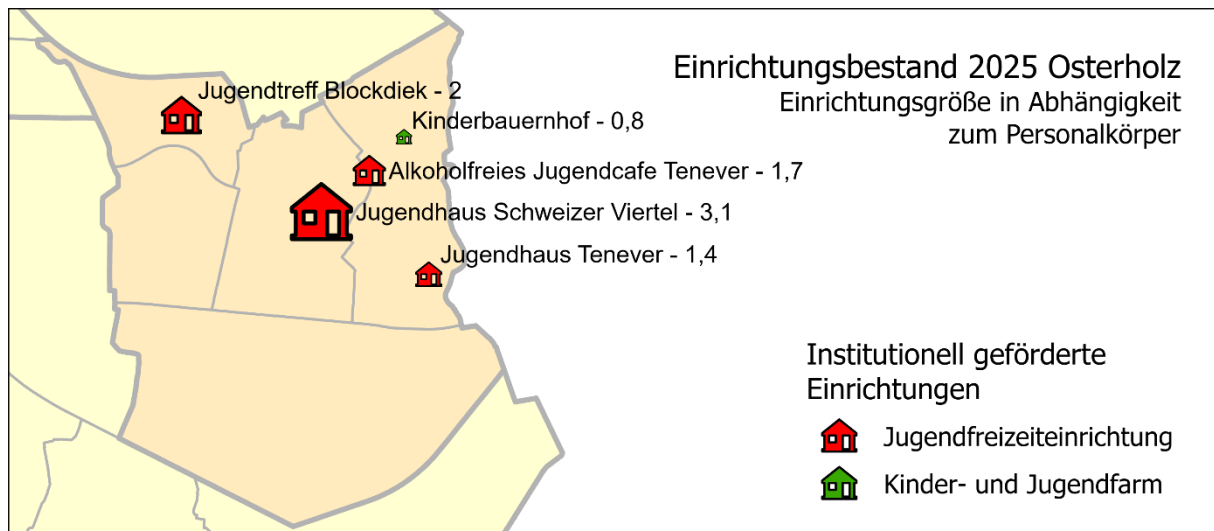 Einrichtungsbestand 2025 Osterholz
Einrichtungsgröße in Abhängigkeit
zum Personalkörper
Jugendtreff Blockdiek - 2
Kinderbauernhof - 0,8
Alkoholfreies Jugendcafe Tenever - 1,7
Jugendhaus Schweizer Viertel - 3,1
Jugendhaus Tenever - 1,4
Institutionell geförderte
Einrichtungen
Jugendfreizeiteinrichtung
Kinder- und Jugendfarm